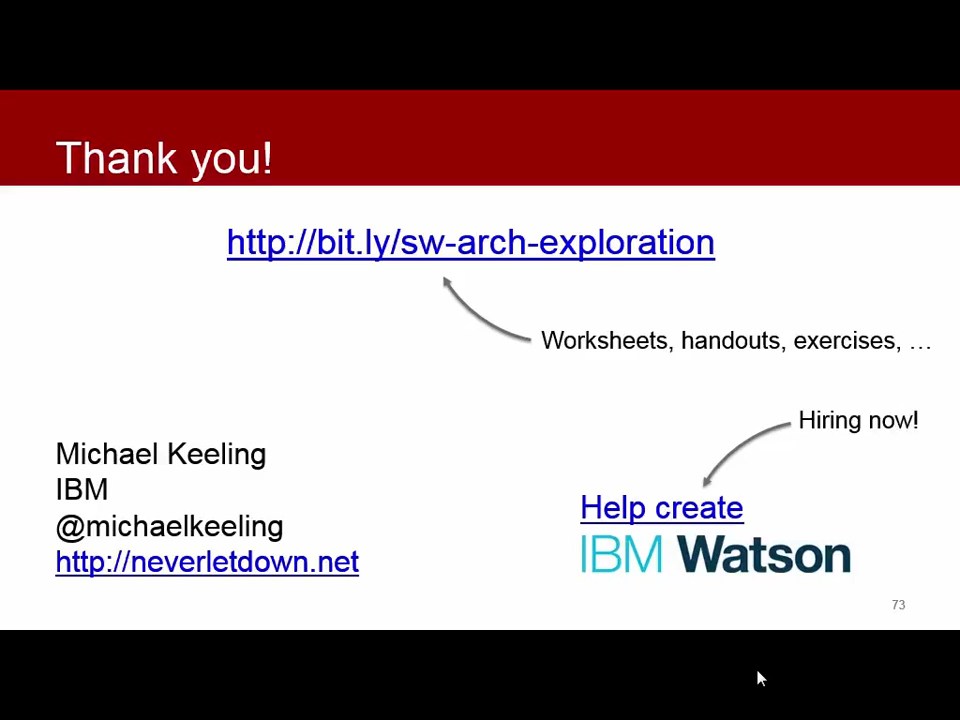 Thank you!
http://bit.ly/sw-arch-exploration
Worksheets, handouts, exercises, …
Hiring now!
Michael Keeling
IBM
@michaelkeeling
http://neverletdown.net
Help create
IBM Watson
73